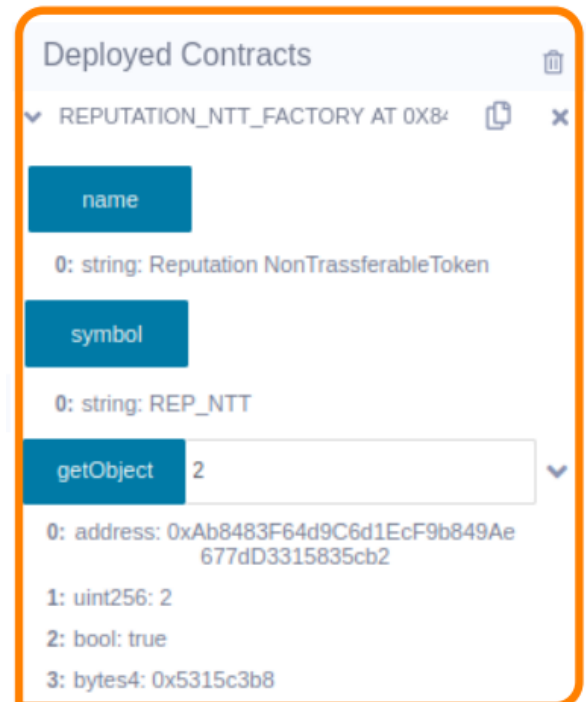 Deployed Contracts
REPUTATION_NTT_FACTORY AT 0X84
name
0: string: Reputation NonTrassferableToken
symbol
0: string: REP_NTT
getObject 2
0: address: 0xAb8483F64d9C6d1EcF9b849Ae
677dD3315835cb2
1: uint256: 2
2: bool: true
3: bytes4: 0x5315c3b8